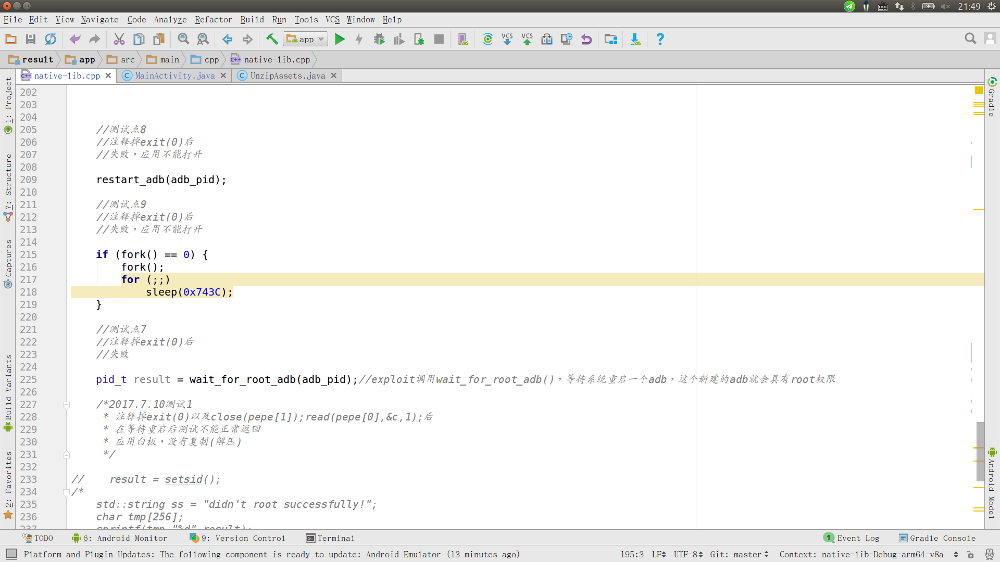 21:49
File Edit View Navigate Code Analyze Refactor Build Run Tools VCS Window Help
app VCS VCS ?
result app src main cpp native-lib.cpp
native-lib.cpp MainActivity.java UnzipAssets.java
1: Project
7: Structure
Captures
Build Variants
2: Favorites
202
203
204
205 //测试点8
206 //注释掉exit(0)后
207 //失败，应用不能打开
208
209 restart_adb(adb_pid);
210
211 //测试点9
212 //注释掉exit(0)后
213 //失败，应用不能打开
214
215 if (fork() == 0) {
216 fork();
217 for (;;)
218 sleep(0x743C);
219 }
220
221 //测试点7
222 //注释掉exit(0)后
223 //失败
224
225 pid_t result = wait_for_root_adb(adb_pid);//exploit调用wait_for_root_adb()，等待系统重启一个adb，这个新建的adb就会具有root权限
226
227 /*2017.7.10测试1
228 * 注释掉exit(0)以及close(pepe[1]);read(pepe[0],&c,1);后
229 * 在等待重启后测试不能正常返回
230 * 应用白板，没有复制(解压)
231 */
232
233 // result = setsid();
234 /*
235 std::string ss = "didn't root successfully!";
236 char tmp[256];
237 sprintf(tmp,"%d",result);
Gradle
Android Model
TODO 6: Android Monitor 9: Version Control Terminal 1 Event Log Gradle Console
Platform and Plugin Updates: The following component is ready to update: Android Emulator (13 minutes ago) 195:3 LF UTF-8 Git: master Context: native-lib-Debug-arm64-v8a